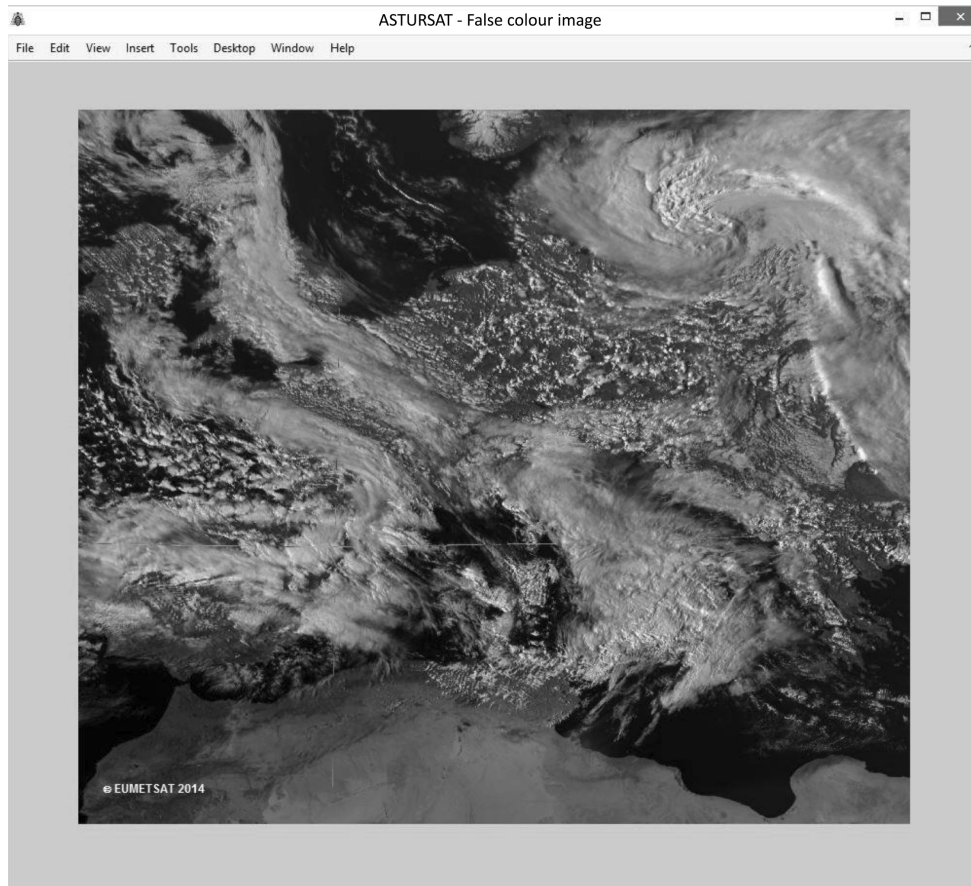 ASTURSAT - False colour image
File Edit View Insert Tools Desktop Window Help
© EUMETSAT 2014